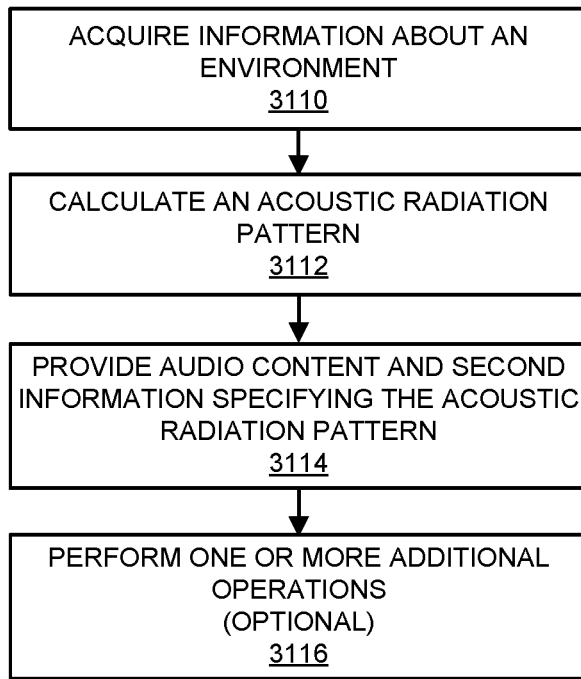 ACQUIRE INFORMATION ABOUT AN
ENVIRONMENT
3110
CALCULATE AN ACOUSTIC RADIATION
PATTERN
3112
PROVIDE AUDIO CONTENT AND SECOND
INFORMATION SPECIFYING THE ACOUSTIC
RADIATION PATTERN
3114
PERFORM ONE OR MORE ADDITIONAL
OPERATIONS
(OPTIONAL)
3116